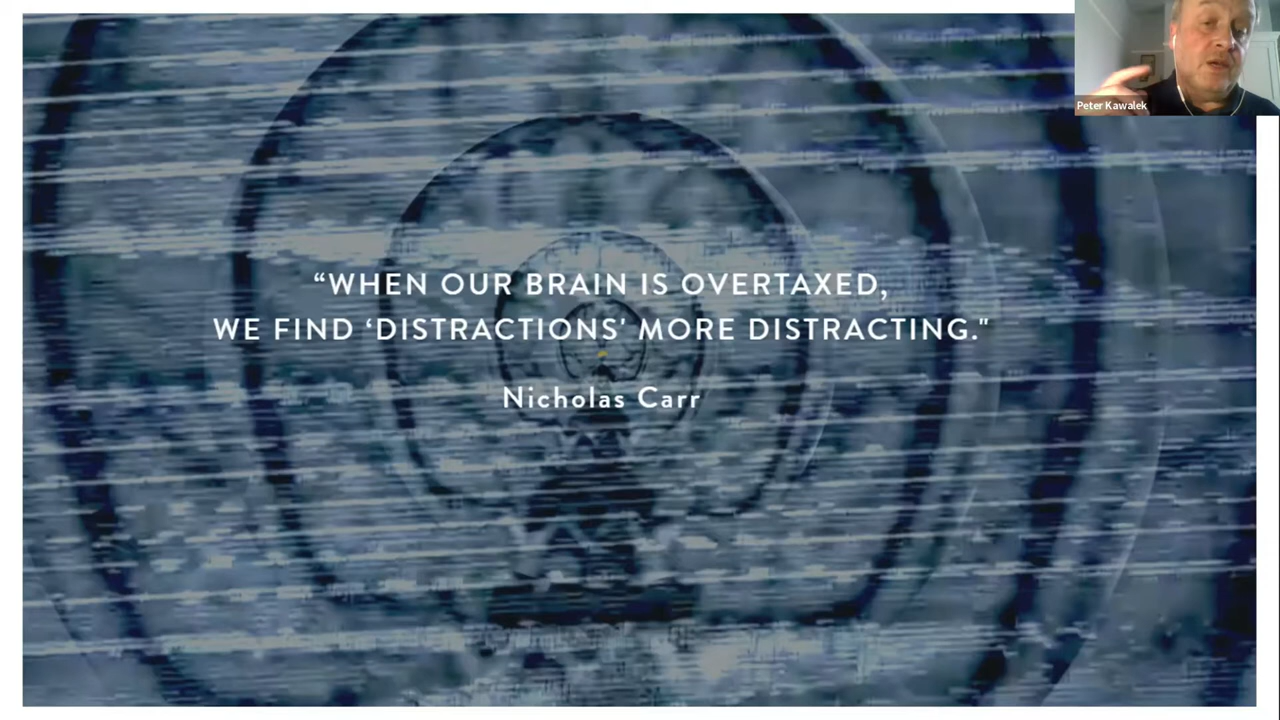 Peter Kawalek
“WHEN OUR BRAIN IS OVERTAXED,
WE FIND ‘DISTRACTIONS' MORE DISTRACTING."
Nicholas Carr